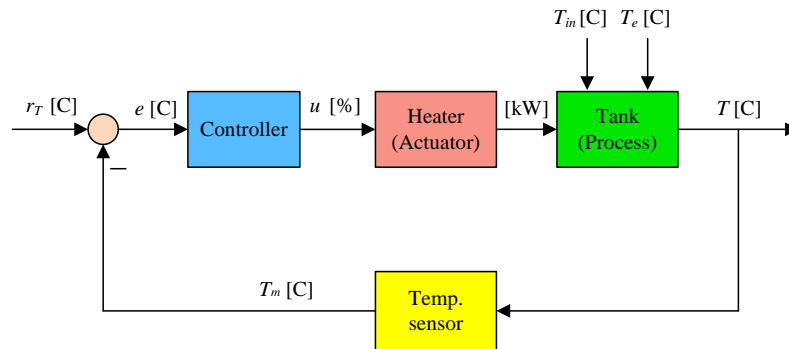 T_in [C]
T_e [C]
r_T [C]
e [C]
Controller
u [%]
Heater
(Actuator)
[kW]
Tank
(Process)
T [C]
T_m [C]
Temp.
sensor